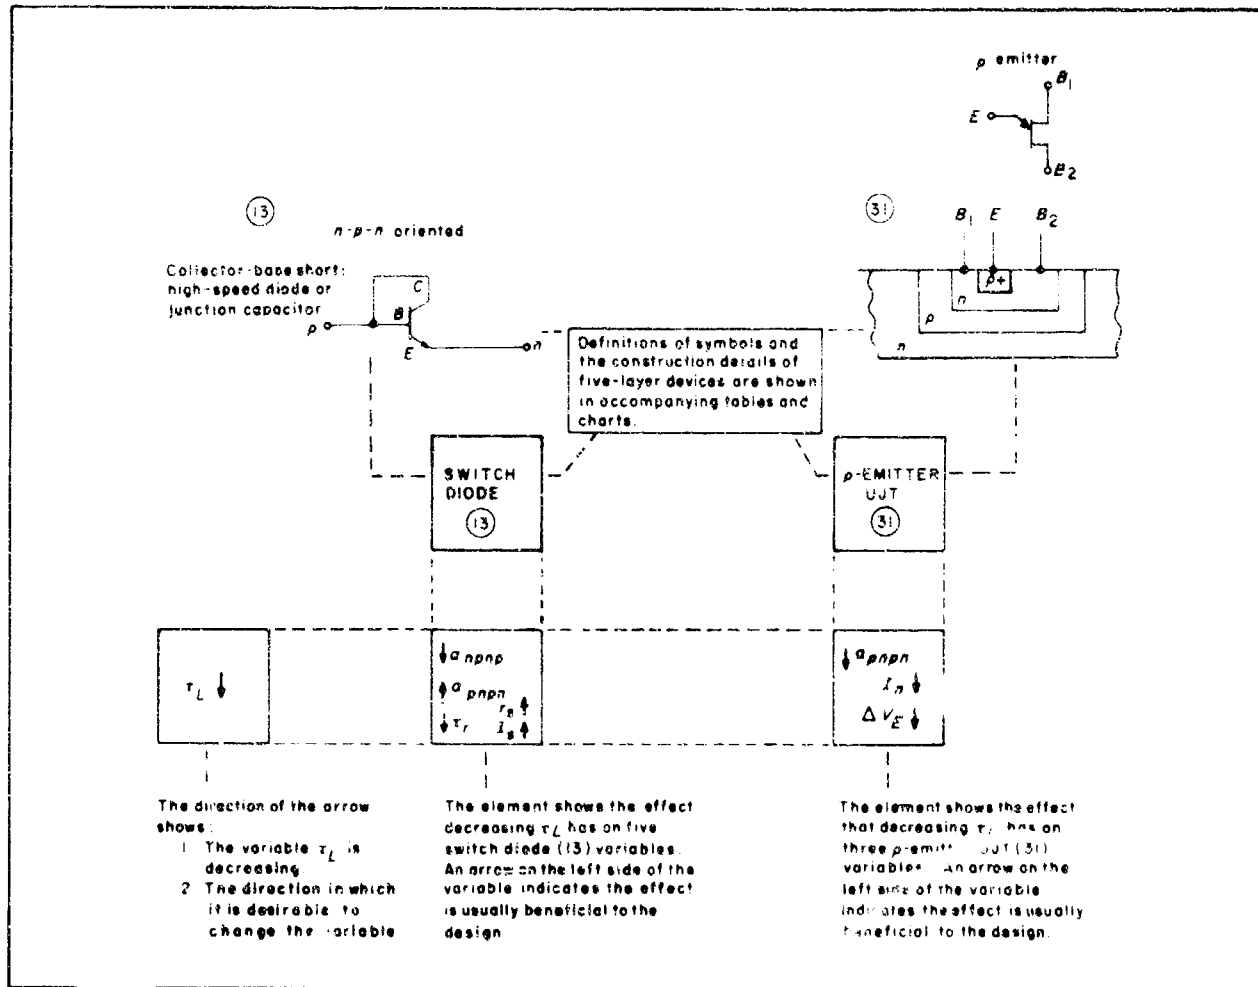 p emitter
B1
E
B2
13
n-p-n oriented
Collector-base short:
high-speed diode or
junction capacitor
C
B
p
E
n
31
B1 E B2
p+
n
p
n
Definitions of symbols and
the construction details of
five-layer devices are shown
in accompanying tables and
charts.
SWITCH
DIODE
13
p-EMITTER
UJT
31
τL ↓
↓ a npnp
↑ a pnpn
rs ↑
↓ τr Is ↑
↓ a pnpn
In ↓
Δ VE ↓
The direction of the arrow
shows:
1 The variable τL is
decreasing.
2 The direction in which
it is desirable to
change the variable
The element shows the effect
decreasing τL has on five
switch diode (13) variables.
An arrow on the left side of the
variable indicates the effect
is usually beneficial to the
design
The element shows the effect
that decreasing τL has on
three p-emitt UJT (31)
variables An arrow on the
left side of the variable
indicates the effect is usually
beneficial to the design.